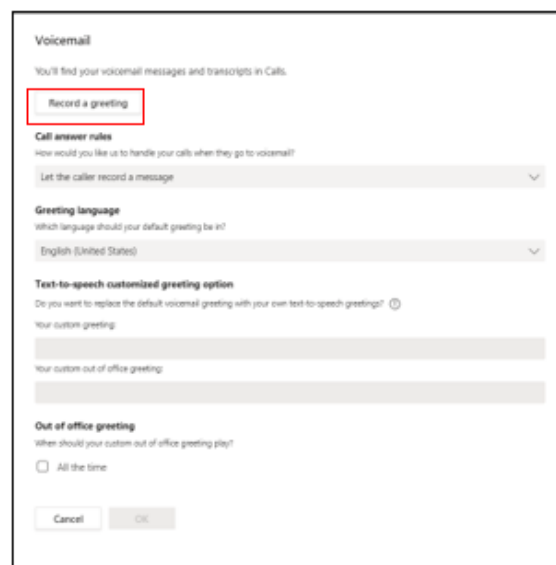 Voicemail
You'll find your voicemail messages and transcripts in Calls.
Record a greeting
Call answer rules
How would you like us to handle your calls when they go to voicemail?
Let the caller record a message
Greeting language
Which language should your default greeting be in?
English (United States)
Text-to-speech customized greeting option
Do you want to replace the default voicemail greeting with your own text-to-speech greetings?
Your custom greeting:
Your custom out of office greeting:
Out of office greeting
When should your custom out of office greeting play?
All the time
Cancel OK